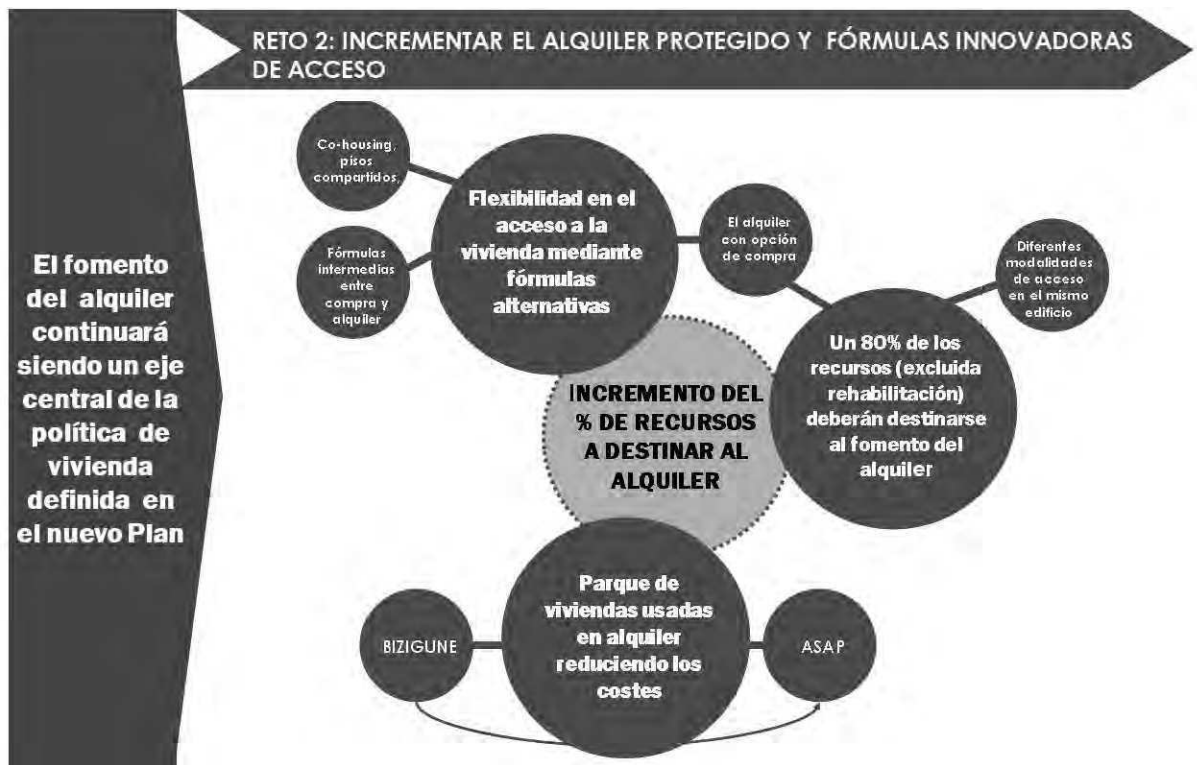 RETO 2: INCREMENTAR EL ALQUILER PROTEGIDO Y FÓRMULAS INNOVADORAS
DE ACCESO
El fomento
del alquiler
continuará
siendo un eje
central de la
política de
vivienda
definida en
el nuevo Plan
Co-housing,
pisos
compartidos,
Fórmulas
intermedias
entre
compra y
alquiler
Flexibilidad en el
acceso a la
vivienda mediante
fórmulas
alternativas
El alquiler
con opción
de compra
Diferentes
modalidades
de acceso
en el mismo
edificio
Un 80% de los
recursos (excluida
rehabilitación)
deberán destinarse
al fomento del
alquiler
INCREMENTO DEL
% DE RECURSOS
A DESTINAR AL
ALQUILER
Parque de
viviendas usadas
en alquiler
reduciendo los
costes
BIZIGUNE
ASAP